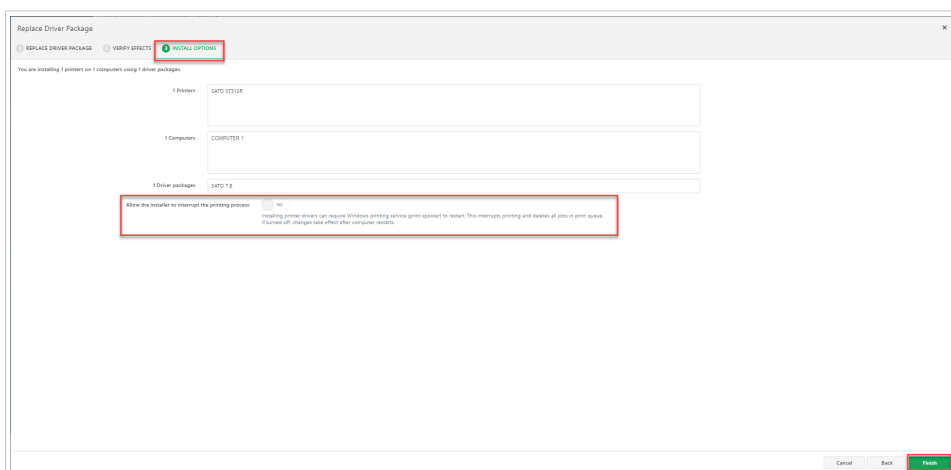 Replace Driver Package
×
1 REPLACE DRIVER PACKAGE 2 VERIFY EFFECTS 3 INSTALL OPTIONS
You are installing 1 printers on 1 computers using 1 driver packages.
1 Printers SATO ST312R
1 Computers COMPUTER 1
1 Driver packages SATO 7.8
Allow the installer to interrupt the printing process NO
Installing printer drivers can require Windows printing service (print spooler) to restart. This interrupts printing and deletes all jobs in print queue.
If turned off, changes take effect after computer restarts.
Cancel Back Finish